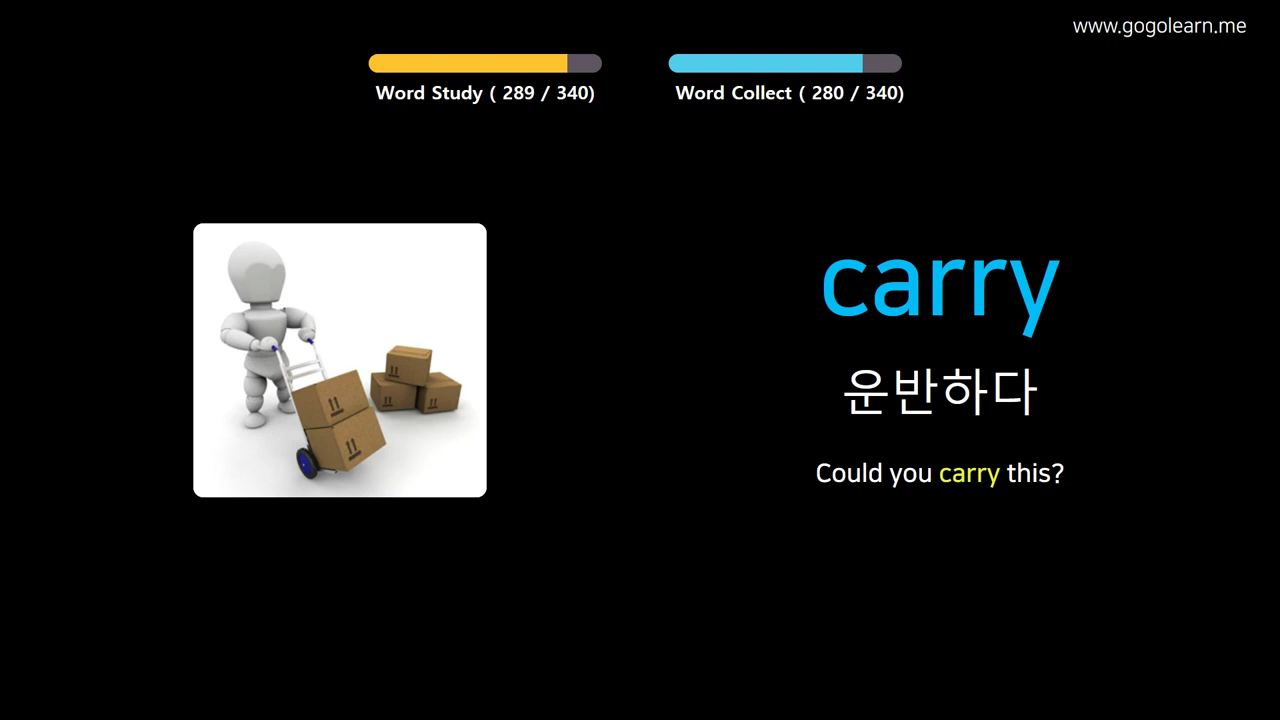 www.gogolearn.me
Word Study ( 289 / 340)
Word Collect ( 280 / 340)
carry
운반하다
Could you carry this?